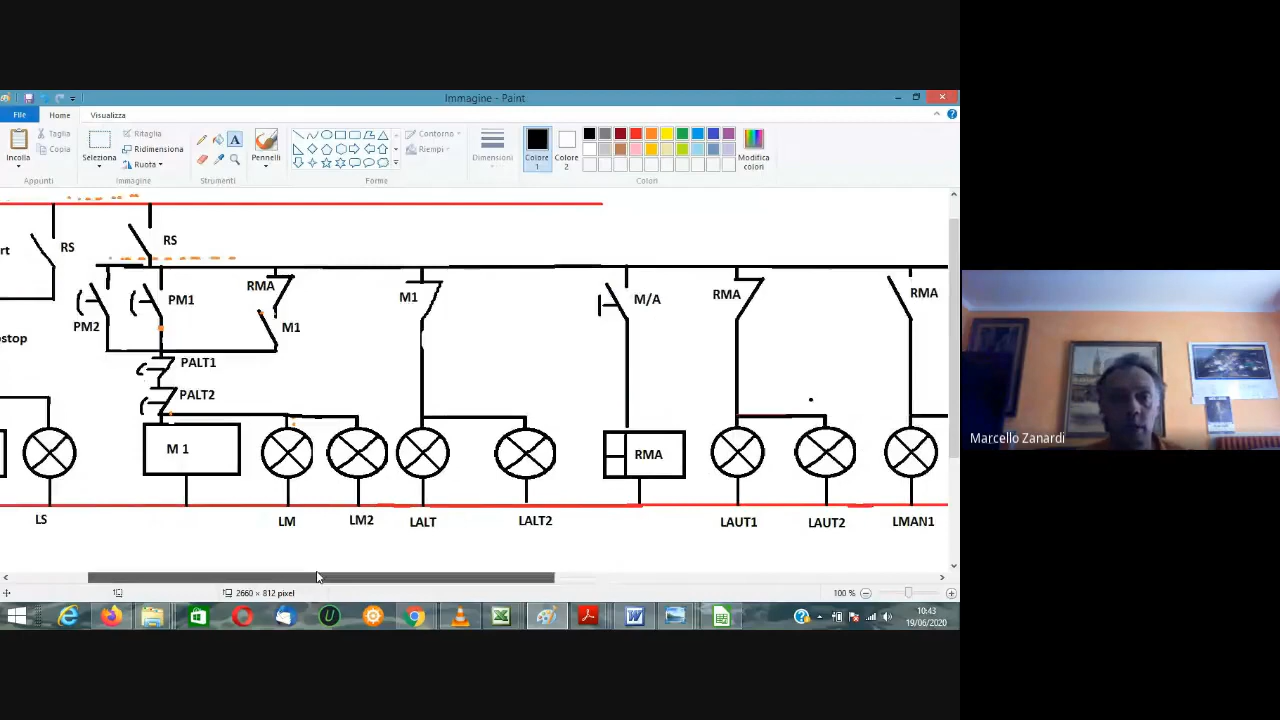 Immagine - Paint
File Home Visualizza
Incolla
Taglia
Copia
Appunti
Seleziona
Ritaglia
Ridimensiona
Ruota
Immagine
A
Strumenti
Pennelli
Forme
Contorno
Riempi
Dimensioni
Colore 1
Colore 2
Modifica colori
Colori
rt
RS
RS
RMA
PM1
M1
PM2
M1
M/A
RMA
RMA
stop
PALT1
PALT2
M 1
RMA
LS
LM
LM2
LALT
LALT2
LAUT1
LAUT2
LMAN1
Marcello Zanardi
2660 × 812 pixel
100 %
10:43
19/06/2020